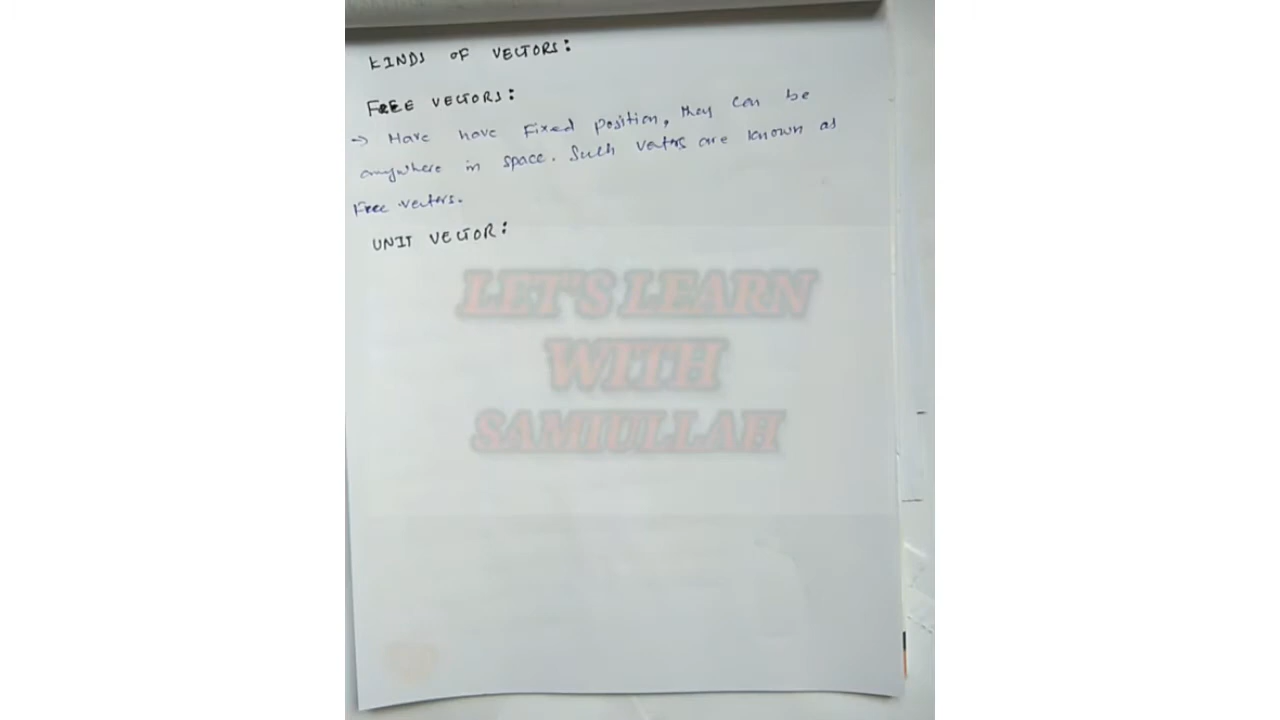 KINDS OF VECTORS:
FREE VECTORS:
→ Have have Fixed position, they can be
anywhere in space. Such vectors are known as
Free vectors.
UNIT VECTOR:
LET'S LEARN
WITH
SAMIULLAH